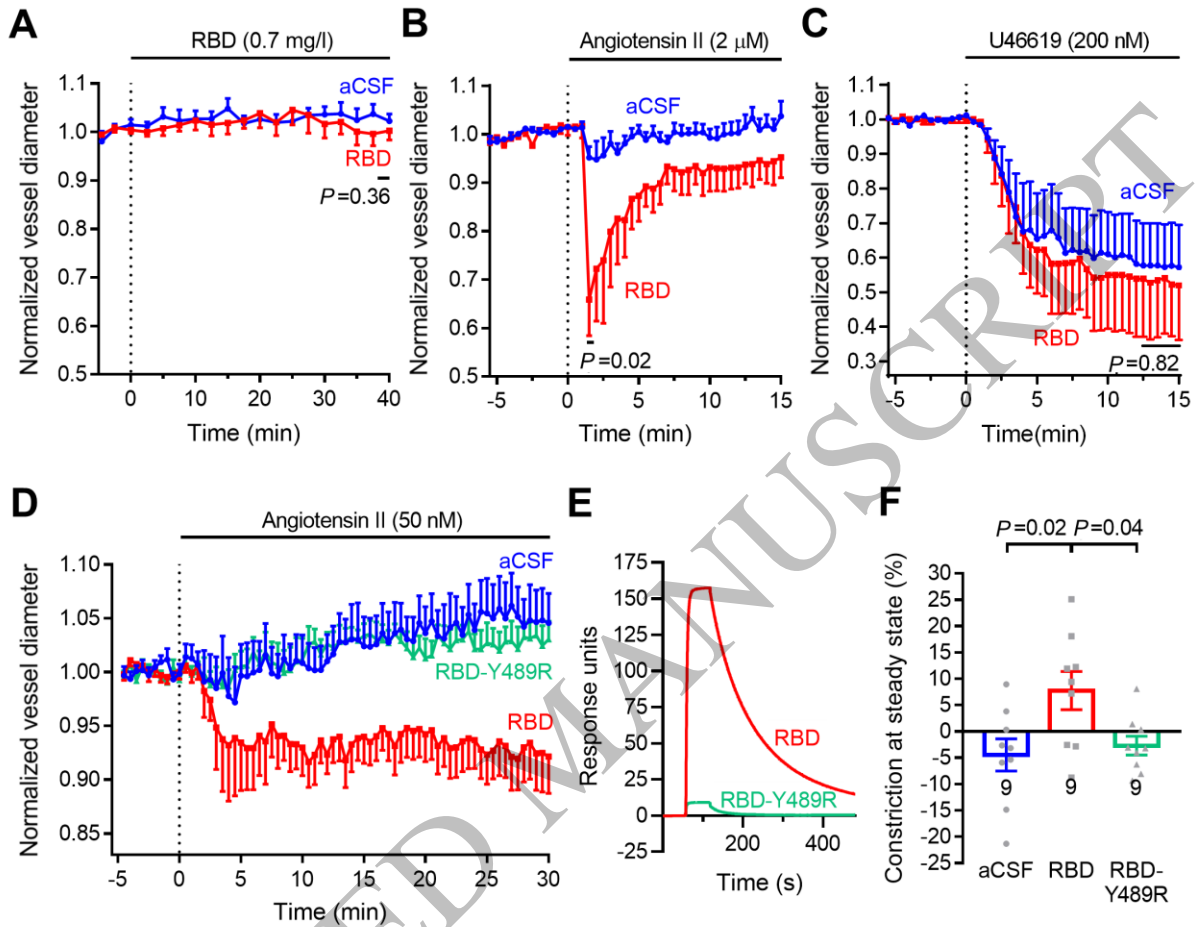 A
RBD (0.7 mg/l)
Normalized vessel diameter
1.1
1.0
0.9
0.8
0.7
0.6
0.5
aCSF
RBD
P=0.36
0
10
20
30
40
Time (min)
B
Angiotensin II (2 μM)
Normalized vessel diameter
1.1
1.0
0.9
0.8
0.7
0.6
0.5
aCSF
RBD
P=0.02
-5
0
5
10
15
Time (min)
C
U46619 (200 nM)
Normalized vessel diameter
1.1
1.0
0.9
0.8
0.7
0.6
0.5
0.4
0.3
aCSF
RBD
P=0.82
-5
0
5
10
15
Time(min)
D
Angiotensin II (50 nM)
Normalized vessel diameter
1.10
1.05
1.00
0.95
0.90
0.85
aCSF
RBD-Y489R
RBD
-5
0
5
10
15
20
25
30
Time (min)
E
Response units
175
150
125
100
75
50
25
0
-25
RBD
RBD-Y489R
200
400
Time (s)
F
P=0.02 P=0.04
Constriction at steady state (%)
30
25
20
15
10
5
0
-5
-10
-15
-20
-25
9
9
9
aCSF
RBD
RBD-
Y489R
ED MANUSCRIPT